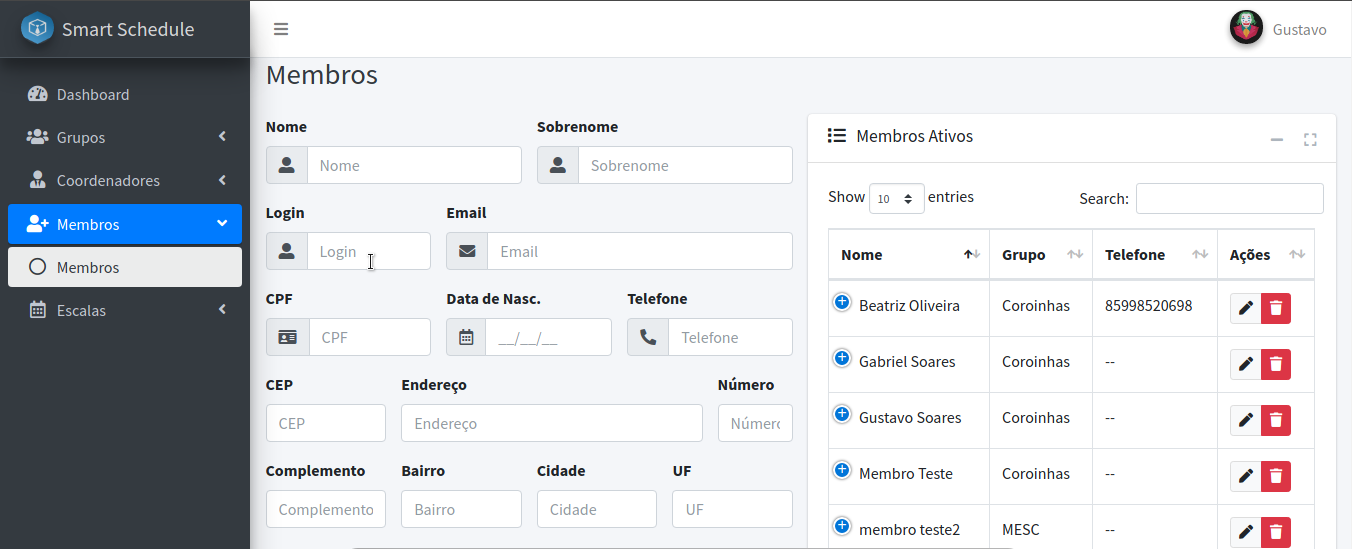 Smart Schedule
Gustavo
Dashboard
Grupos
Coordenadores
Membros
Membros
Escalas
Membros
Nome Sobrenome
Nome Sobrenome
Login Email
Login Email
CPF Data de Nasc. Telefone
CPF __/__/__ Telefone
CEP Endereço Número
CEP Endereço Númerc
Complemento Bairro Cidade UF
Complemento Bairro Cidade UF
Membros Ativos
Show 10 entries Search:
Nome Grupo Telefone Ações
Beatriz Oliveira Coroinhas 85998520698
Gabriel Soares Coroinhas --
Gustavo Soares Coroinhas --
Membro Teste Coroinhas --
membro teste2 MESC --